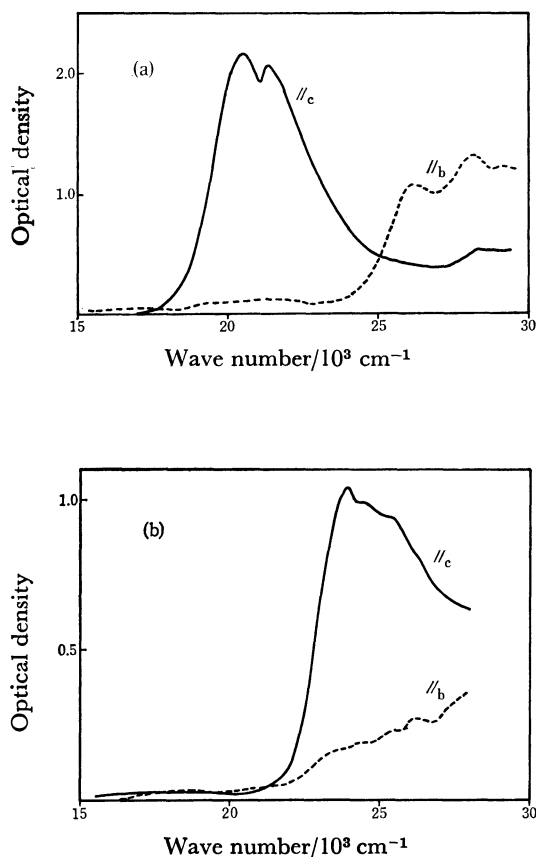 (a)
2.0
1.0
Optical density
//c
//b
15
20
25
30
Wave number/10³ cm⁻¹
(b)
1.0
0.5
Optical density
//c
//b
15
20
25
30
Wave number/10³ cm⁻¹